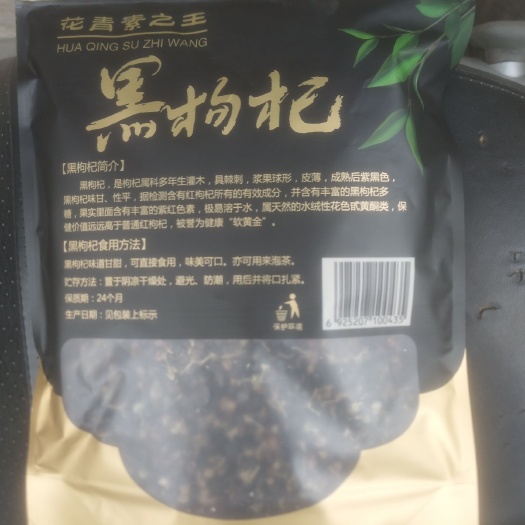 花青素之王
HUA QING SU ZHI WANG
黑枸杞
【黑枸杞简介】
黑枸杞，是枸杞属科多年生灌木，具棘刺，浆果球形，皮薄，成熟后紫黑色，
黑枸杞味甘、性平，据检测含有红枸杞所有的有效成分，并含有丰富的黑枸杞多
糖，果实里面含有丰富的紫红色素，极易溶于水，属天然的水绒性花色甙黄酮类，保
健价值远远高于普通红枸杞，被誉为健康“软黄金”。
【黑枸杞食用方法】
黑枸杞味道甘甜，可直接食用，味美可口。亦可用来泡茶。
贮存方法：置于阴凉干燥处，避光、防潮，用后并将口扎紧。
保质期：24个月
生产日期：见包装上标示
保护环境
6 925207 100435